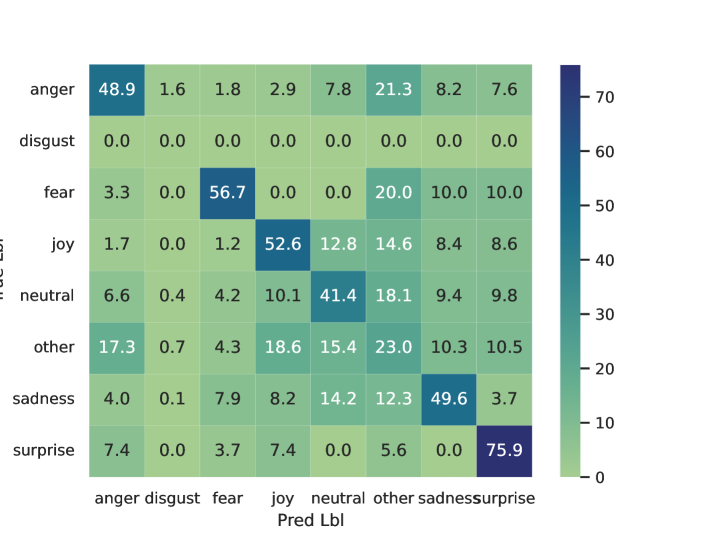 anger 48.9 1.6 1.8 2.9 7.8 21.3 8.2 7.6
disgust 0.0 0.0 0.0 0.0 0.0 0.0 0.0 0.0
fear 3.3 0.0 56.7 0.0 0.0 20.0 10.0 10.0
joy 1.7 0.0 1.2 52.6 12.8 14.6 8.4 8.6
neutral 6.6 0.4 4.2 10.1 41.4 18.1 9.4 9.8
other 17.3 0.7 4.3 18.6 15.4 23.0 10.3 10.5
sadness 4.0 0.1 7.9 8.2 14.2 12.3 49.6 3.7
surprise 7.4 0.0 3.7 7.4 0.0 5.6 0.0 75.9
anger disgust fear joy neutral other sadness surprise
Pred Lbl
70
60
50
40
30
20
10
0